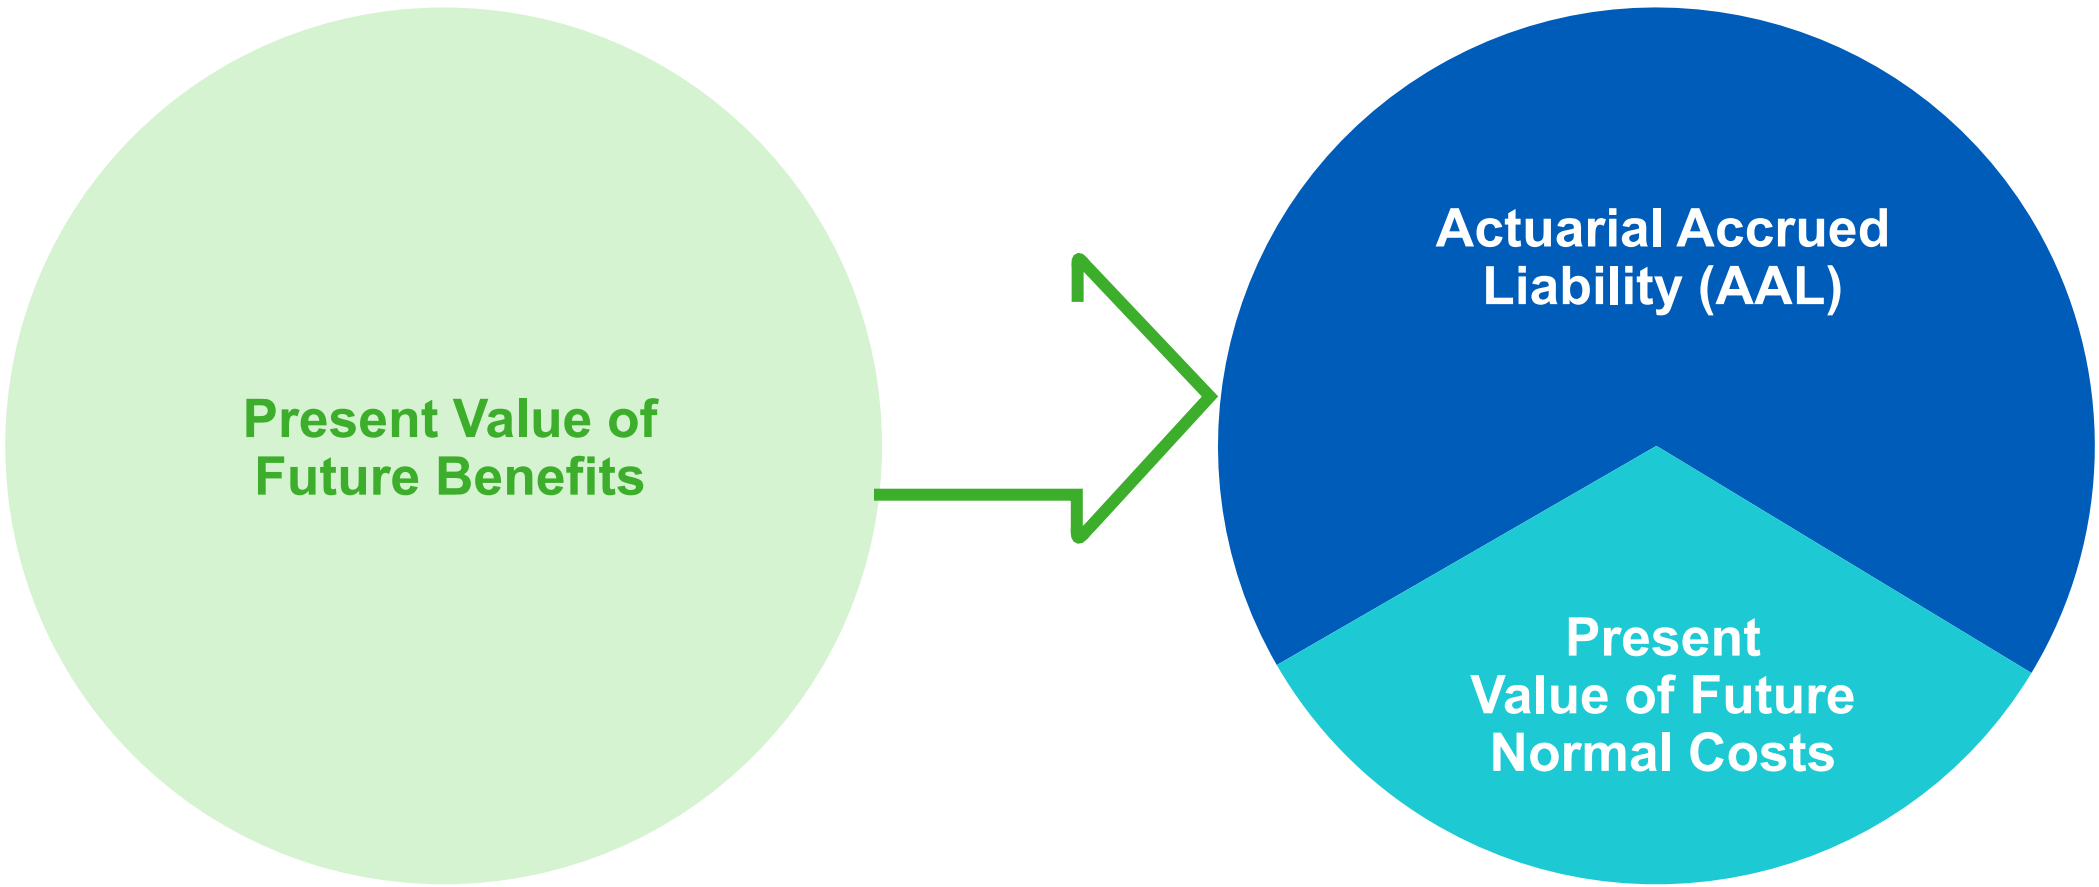 Present Value of
Future Benefits
Actuarial Accrued
Liability (AAL)
Present
Value of Future
Normal Costs